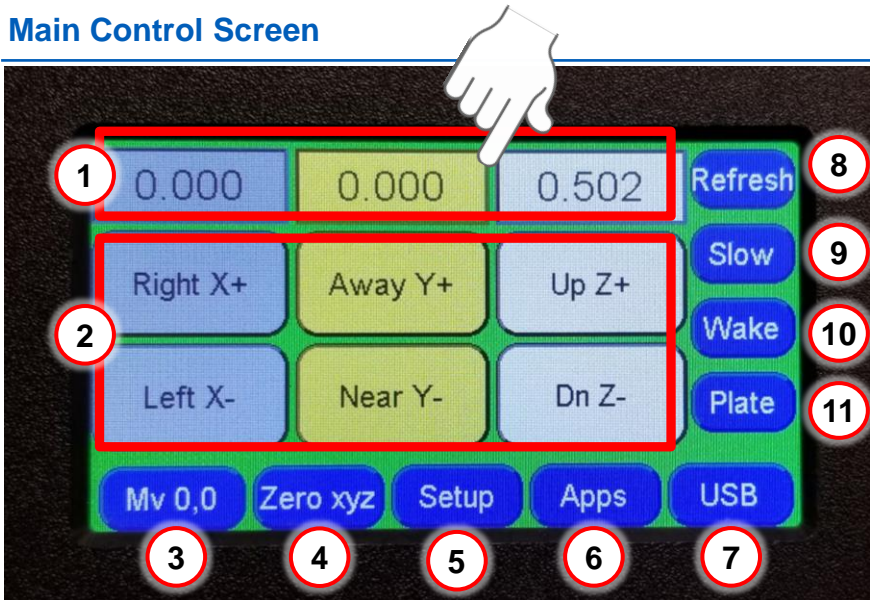 Main Control Screen
1 0.000 0.000 0.502 Refresh 8
Right X+ Away Y+ Up Z+ Slow 9
2 Wake 10
Left X- Near Y- Dn Z- Plate 11
Mv 0,0 Zero xyz Setup Apps USB
3 4 5 6 7